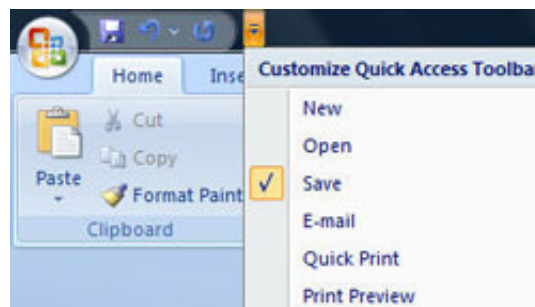 Customize Quick Access Toolba
Home Inse
Cut
Copy
Paste
Format Paint
Clipboard
New
Open
Save
E-mail
Quick Print
Print Preview